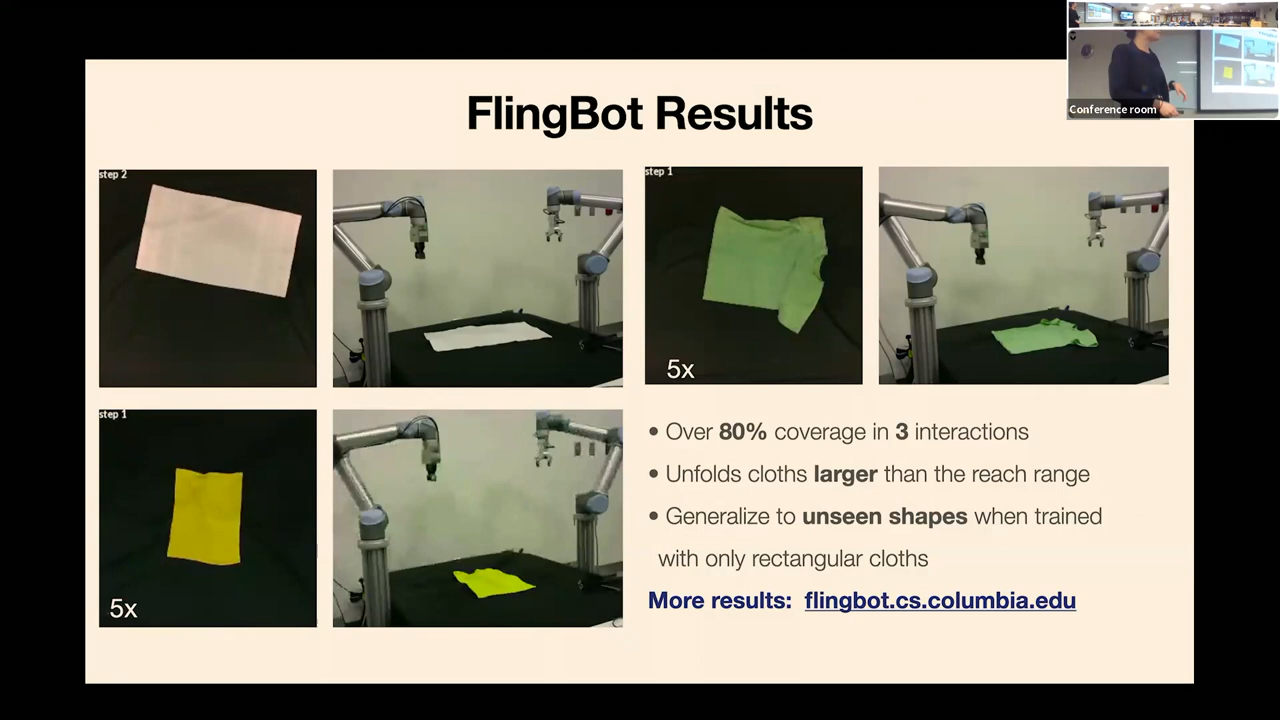 Conference room
FlingBot Results
step 2
step 1
5x
step 1
5x
• Over 80% coverage in 3 interactions
• Unfolds cloths larger than the reach range
• Generalize to unseen shapes when trained
with only rectangular cloths
More results: flingbot.cs.columbia.edu